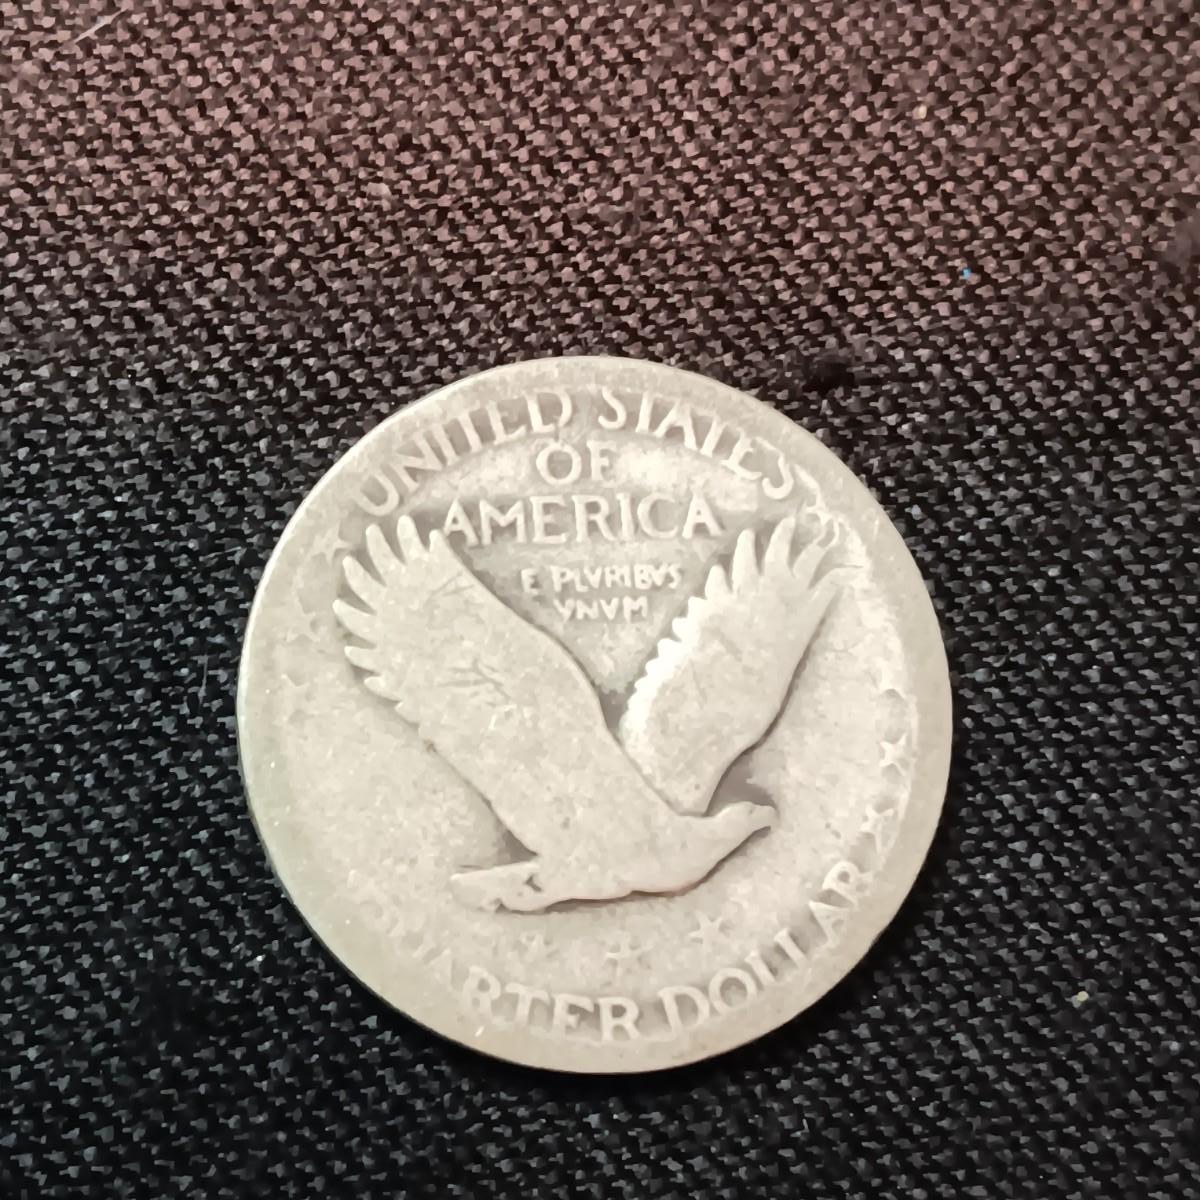 UNITED STATES
OF
AMERICA
E PLVRIBVS
VNVM
QUARTER DOLLAR